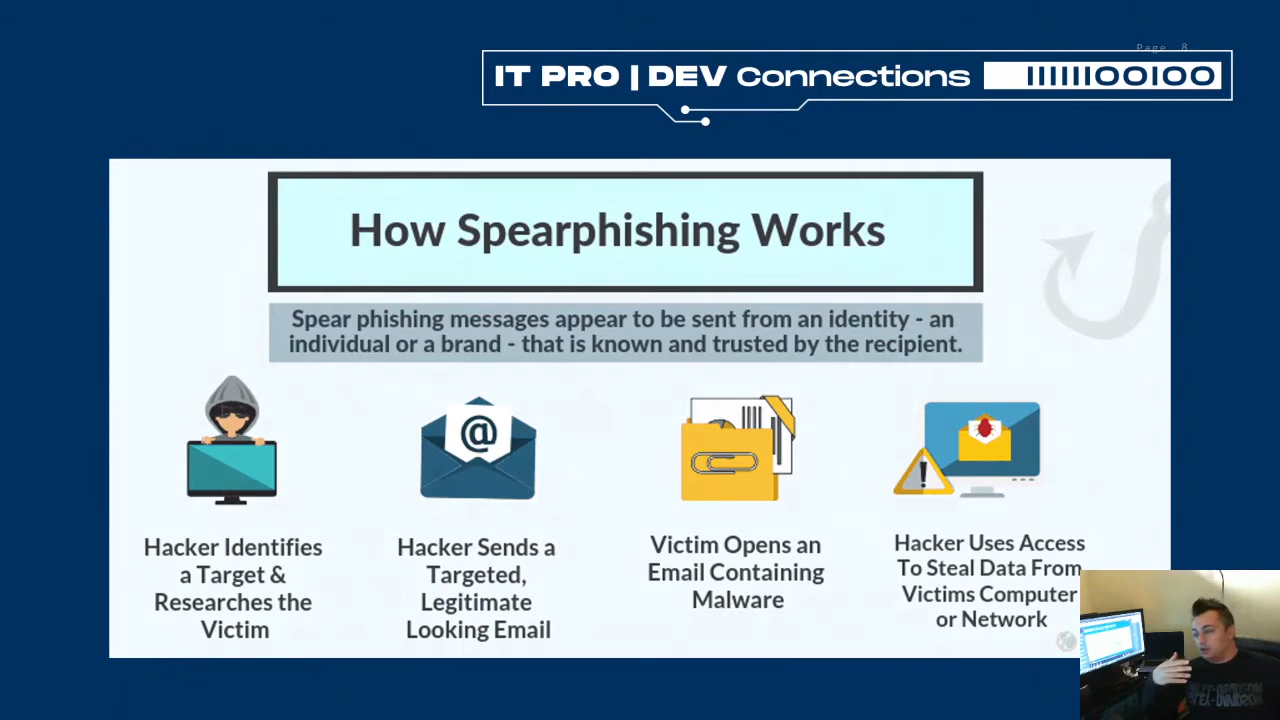 Page 8
IT PRO | DEV Connections IIIIIIOOIOO
How Spearphishing Works
Spear phishing messages appear to be sent from an identity - an
individual or a brand - that is known and trusted by the recipient.
@
Hacker Identifies
a Target &
Researches the
Victim
Hacker Sends a
Targeted,
Legitimate
Looking Email
Victim Opens an
Email Containing
Malware
Hacker Uses Access
To Steal Data From
Victims Computer
or Network